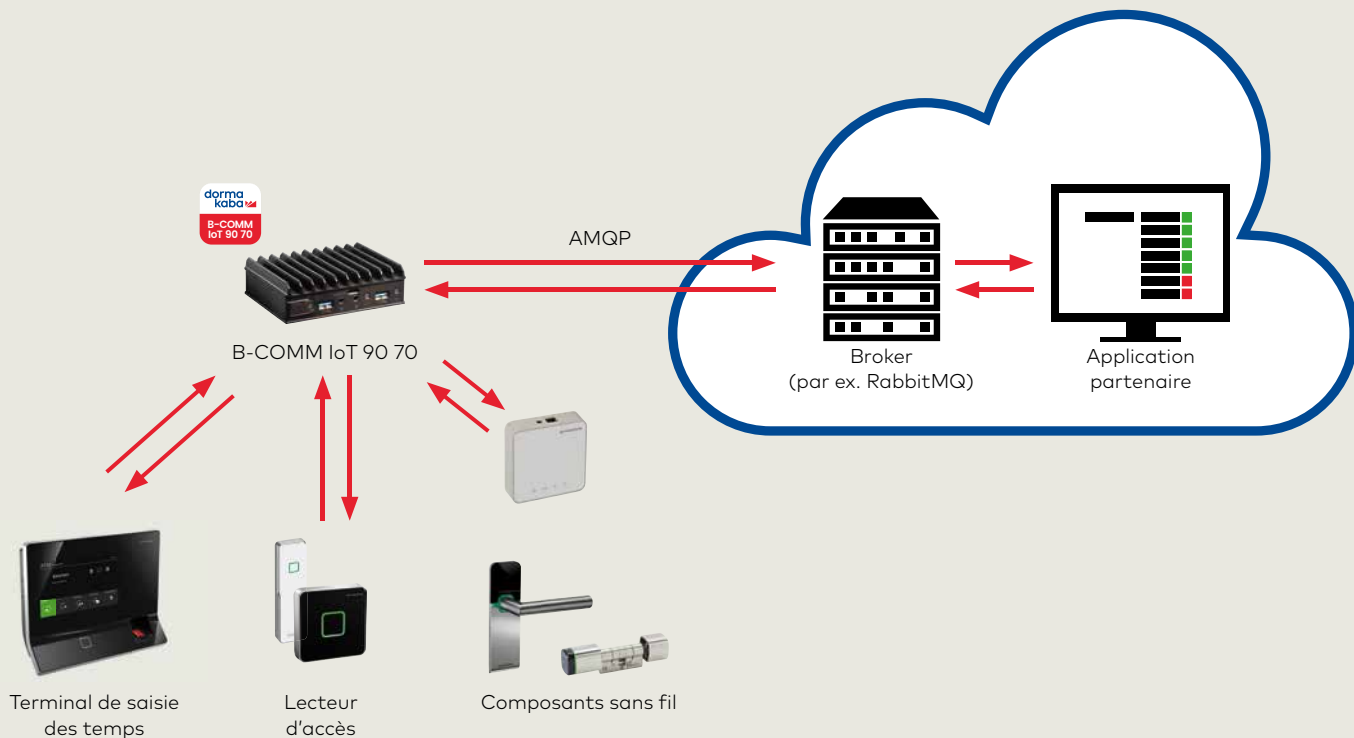 dorma
kaba
B-COMM
IoT 90 70
AMQP
B-COMM IoT 90 70
Broker
(par ex. RabbitMQ)
Application
partenaire
Terminal de saisie
des temps
Lecteur
d'accès
Composants sans fil